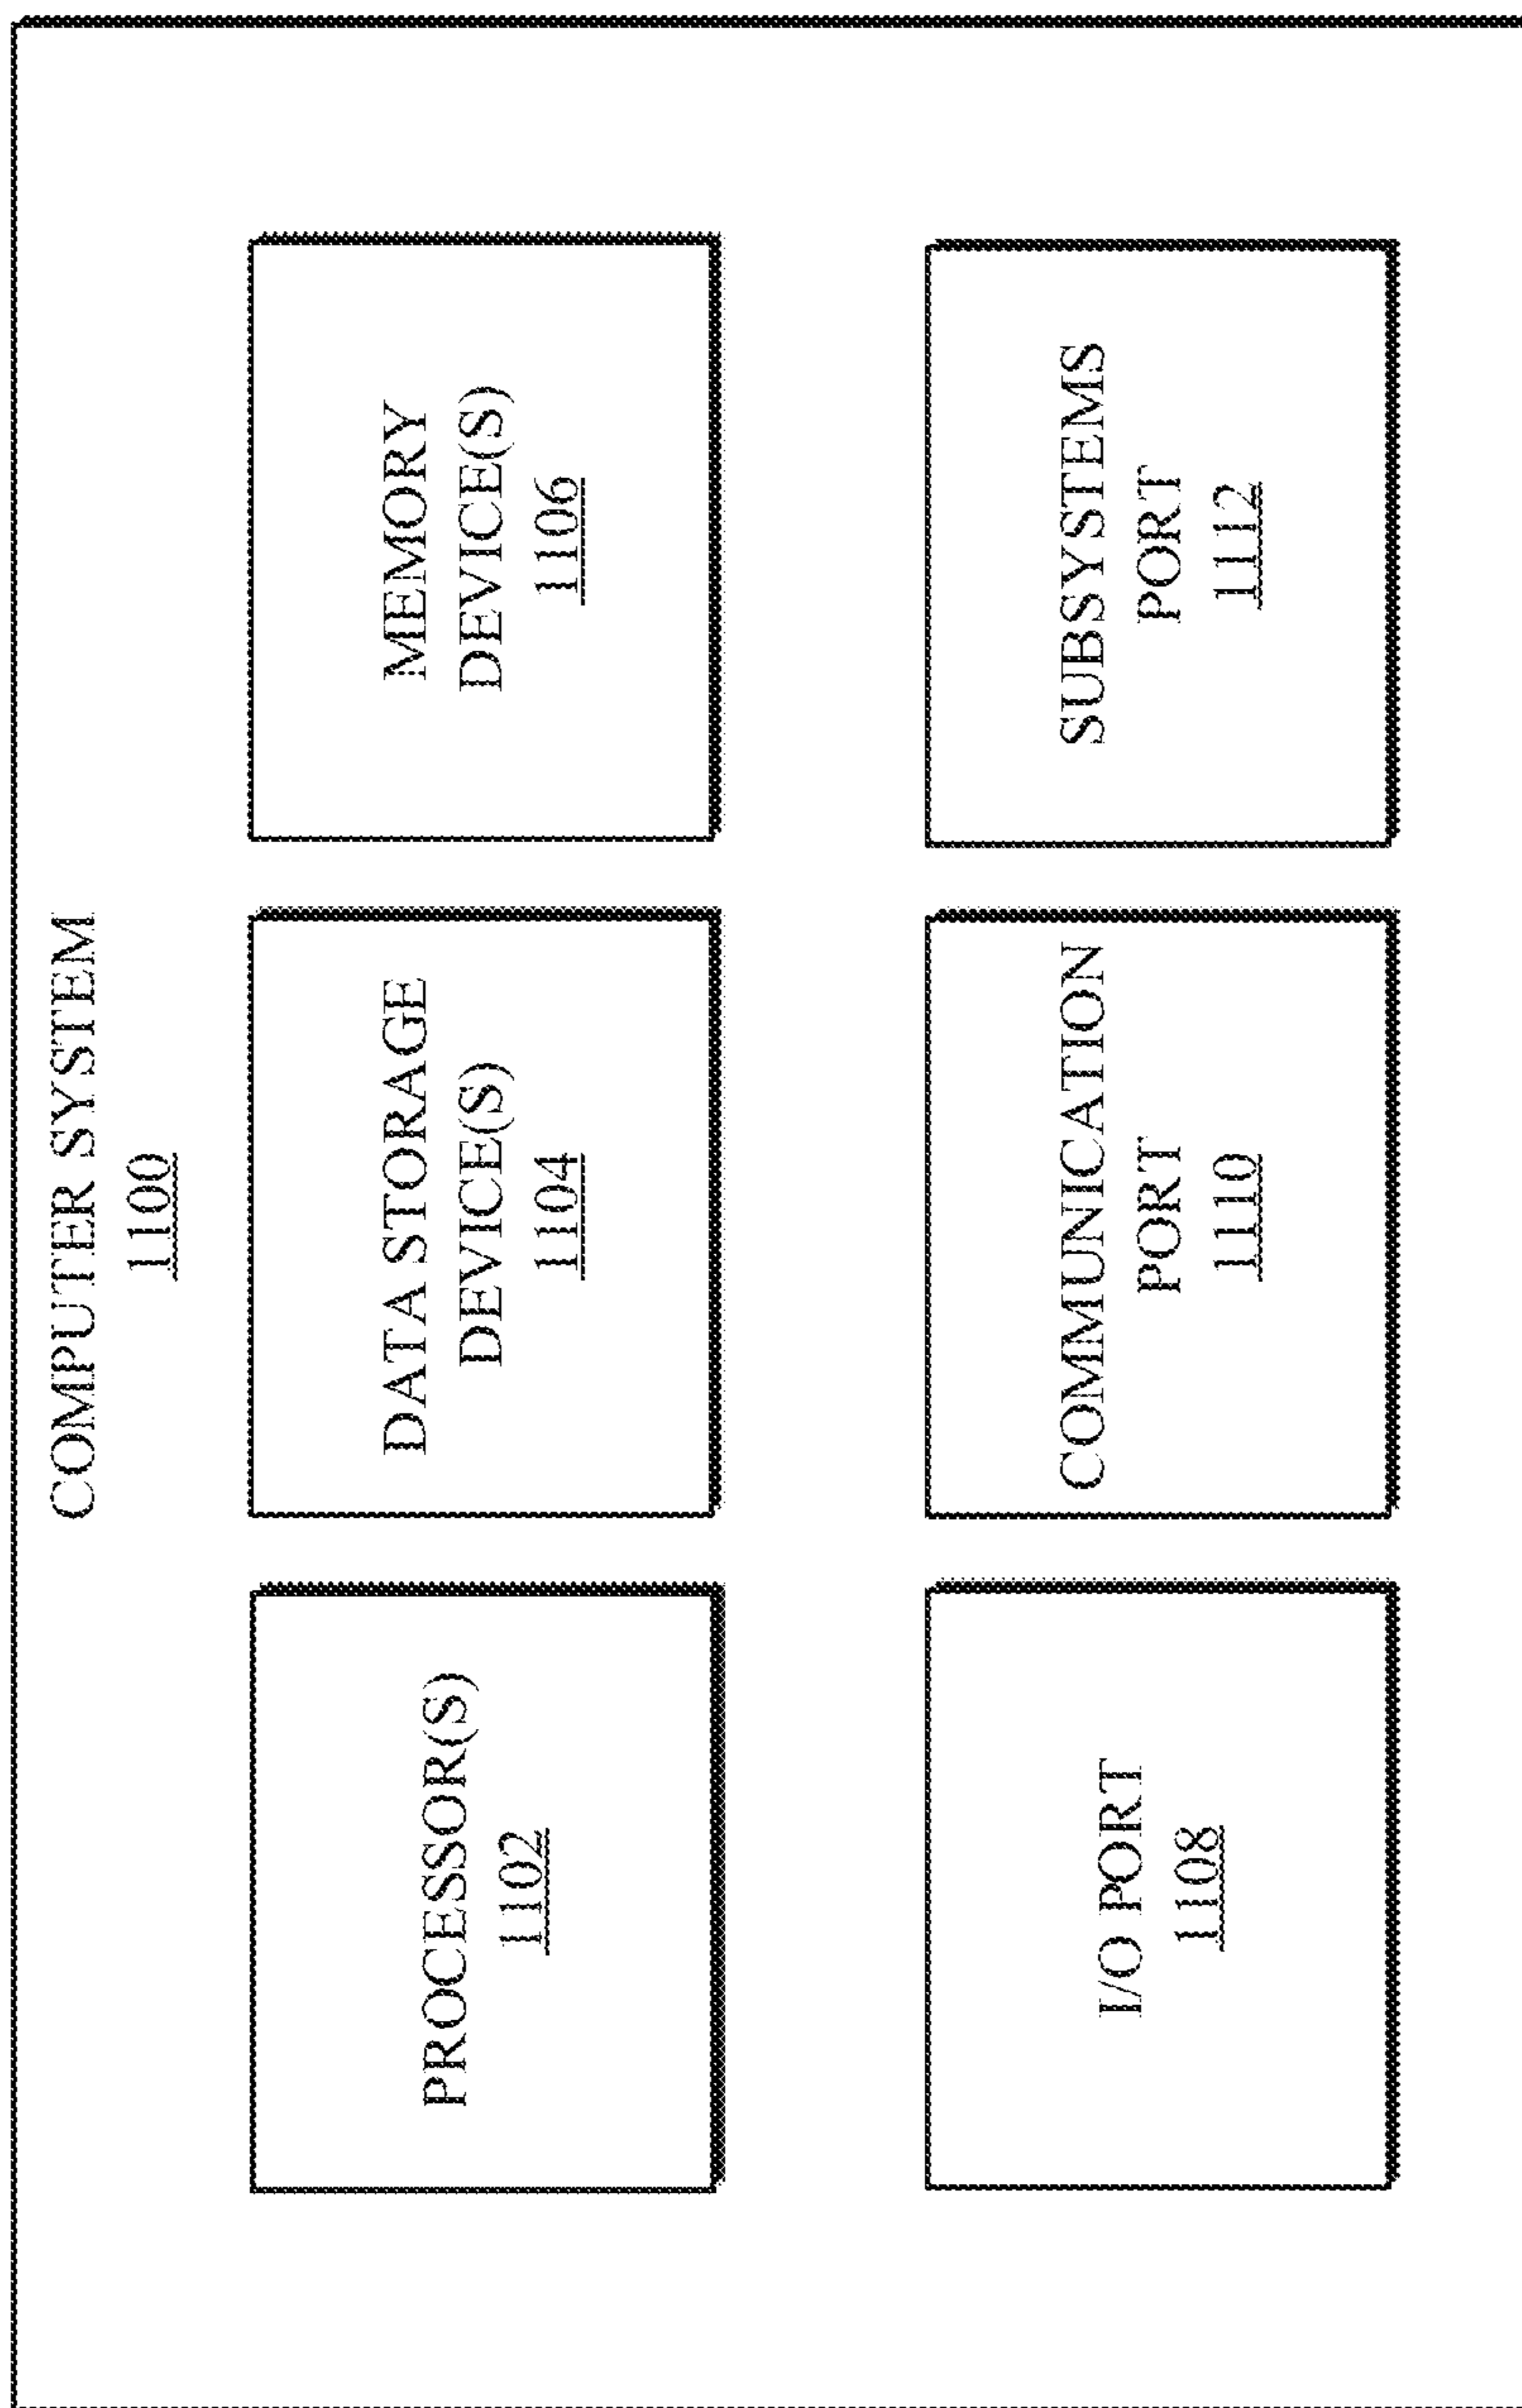 COMPUTER SYSTEM
1100
PROCESSOR(S)
1102
DATA STORAGE
DEVICE(S)
1104
MEMORY
DEVICE(S)
1106
I/O PORT
1108
COMMUNICATION
PORT
1110
SUBSYSTEMS
PORT
1112